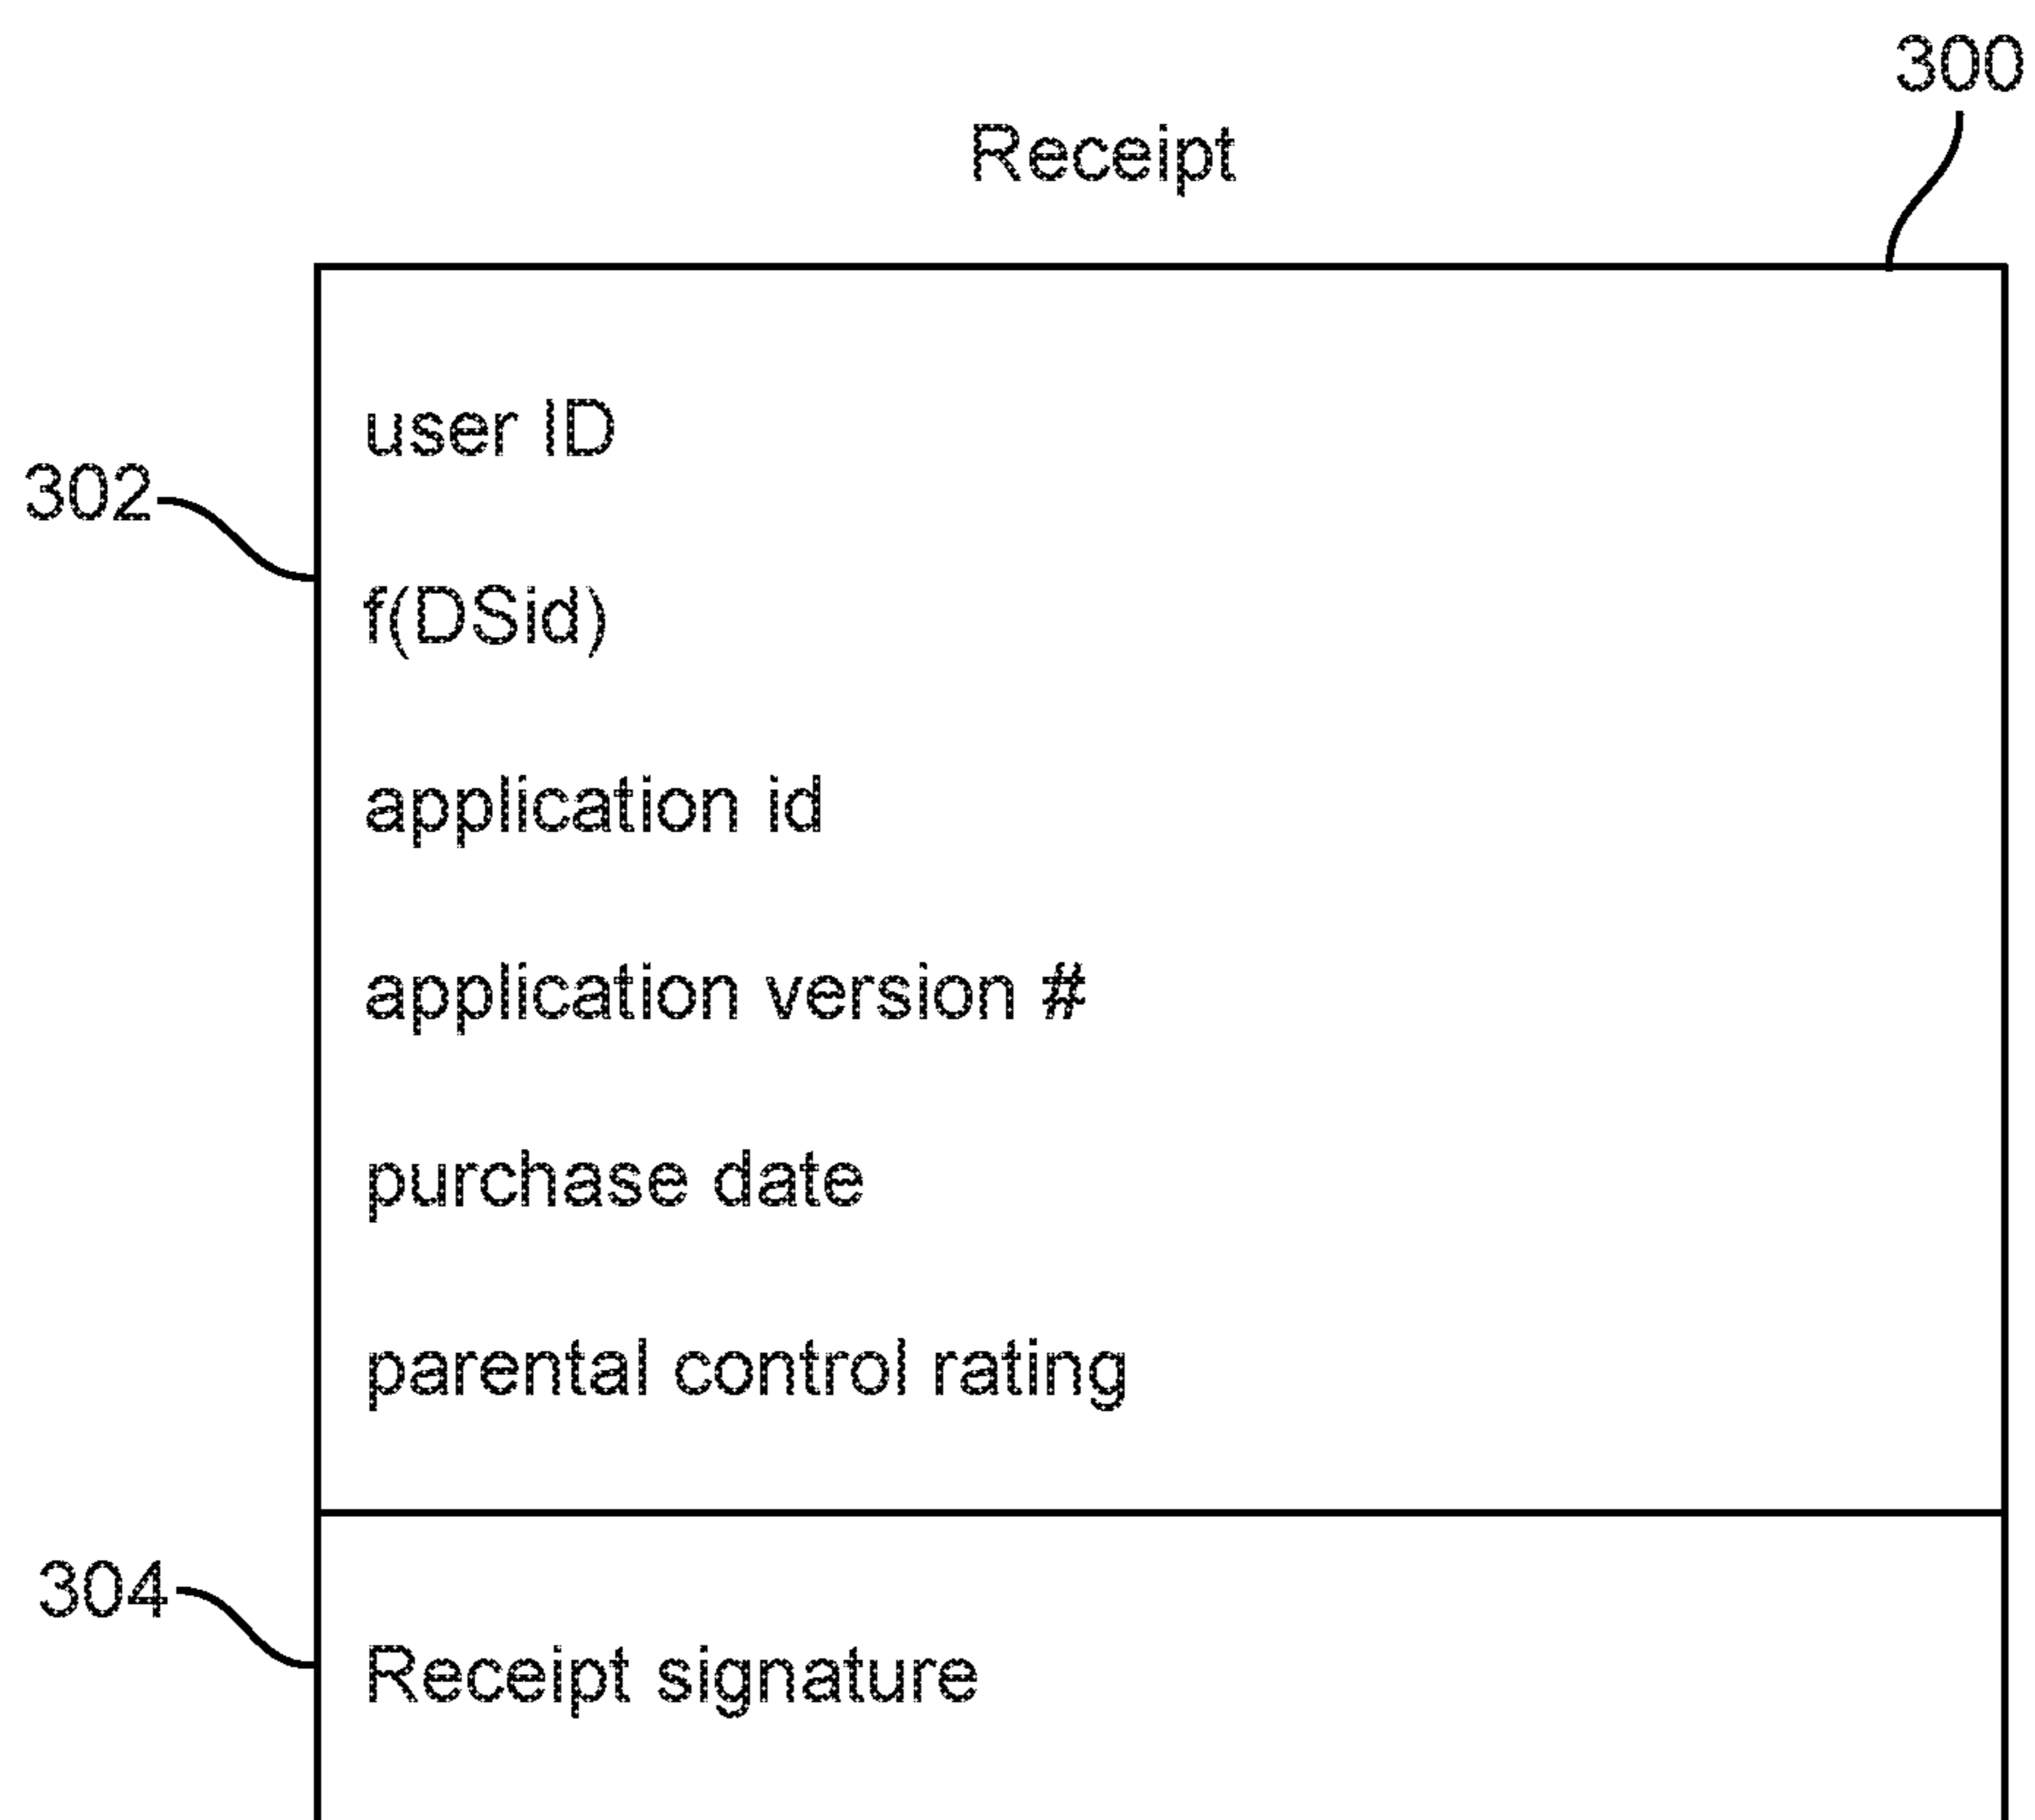 300
Receipt
user ID
302
f(DSid)
application id
application version #
purchase date
parental control rating
304
Receipt signature